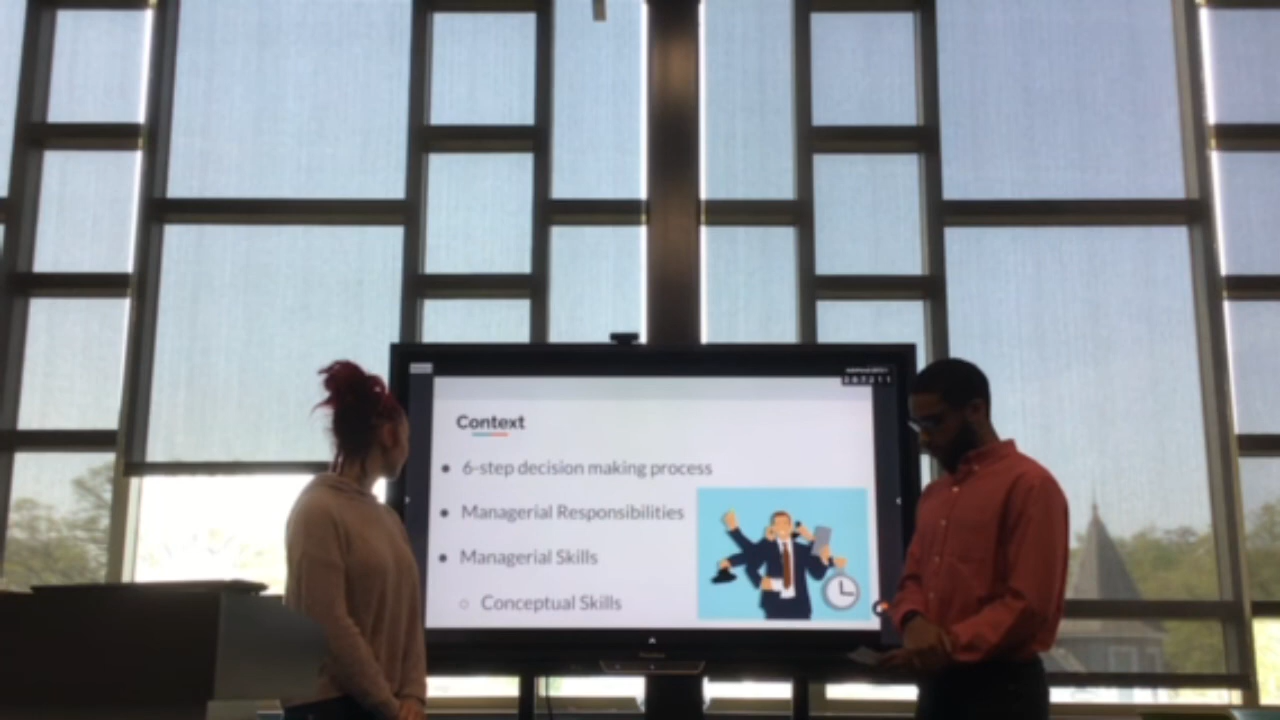 Context
6-step decision making process
Managerial Responsibilities
Managerial Skills
Conceptual Skills